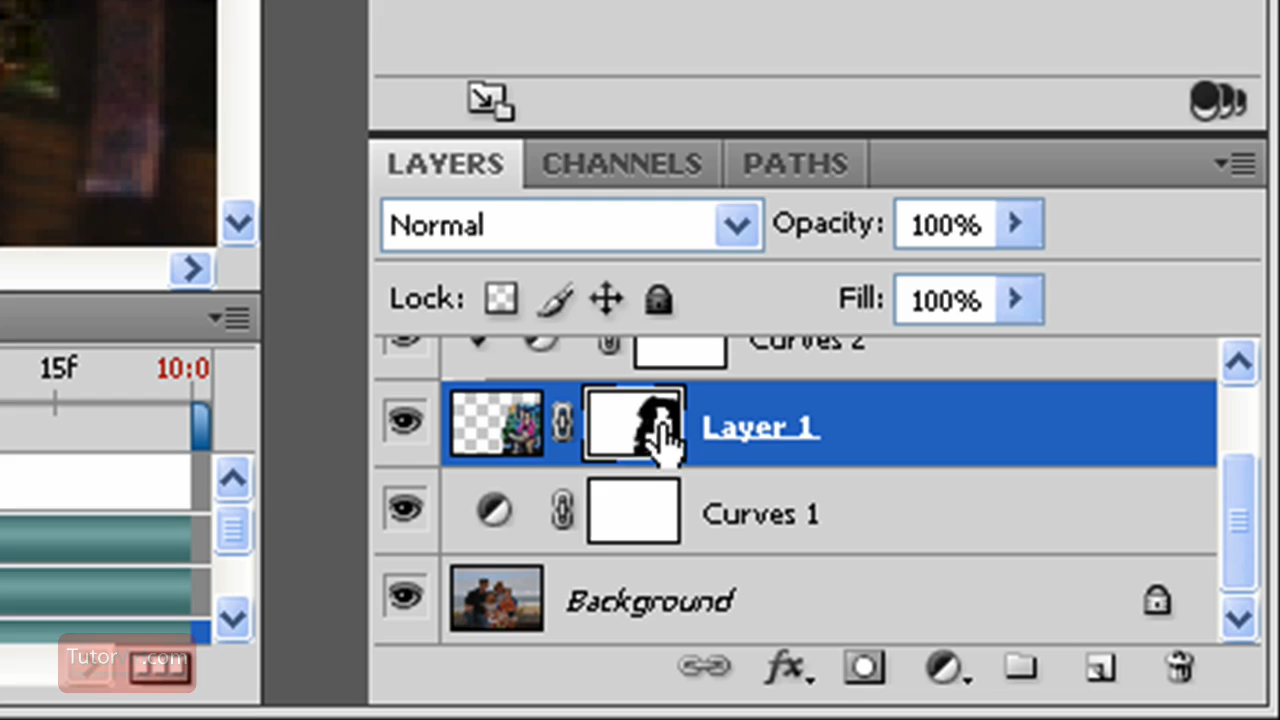 LAYERS CHANNELS PATHS
Normal Opacity: 100%
Lock: Fill: 100%
15f 10:0
Curves 2
Layer 1
Curves 1
Background
fx